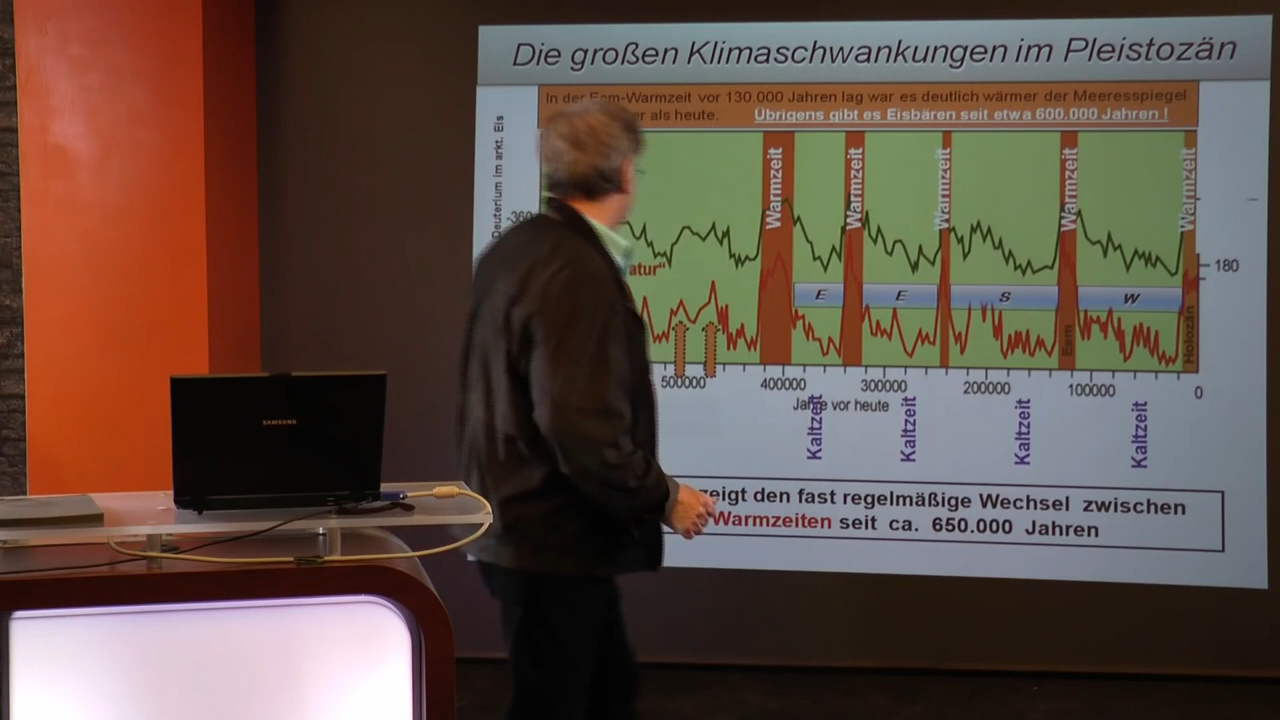 Die großen Klimaschwankungen im Pleistozän
In der Eem-Warmzeit vor 130.000 Jahren lag war es deutlich wärmer der Meeresspiegel
er als heute. Übrigens gibt es Eisbären seit etwa 600.000 Jahren !
Deuterium im arkt. Eis
Warmzeit
Warmzeit
Warmzeit
Warmzeit
Warmzeit
-360
180
atur“
E
E
S
W
Eem
Holozän
500000
400000
300000
200000
100000
0
Jahre vor heute
Kaltzeit
Kaltzeit
Kaltzeit
Kaltzeit
zeigt den fast regelmäßige Wechsel zwischen
Warmzeiten seit ca. 650.000 Jahren
SAMSUNG